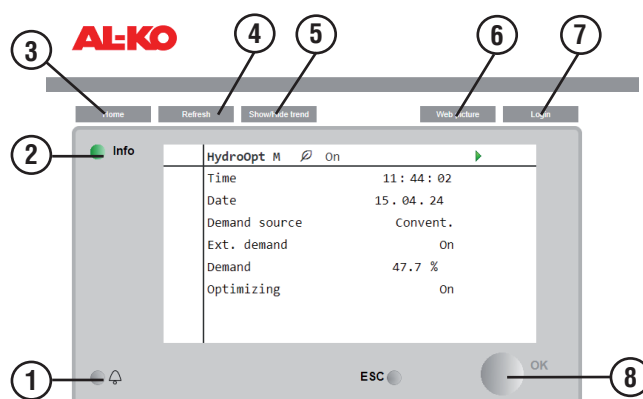 AL-KO
3 4 5 6 7
Home Refresh Show/hide trend Web picture Login
2 Info
HydroOpt M On
Time 11:44:02
Date 15.04.24
Demand source Convent.
Ext. demand On
Demand 47.7 %
Optimizing On
1 ESC OK 8